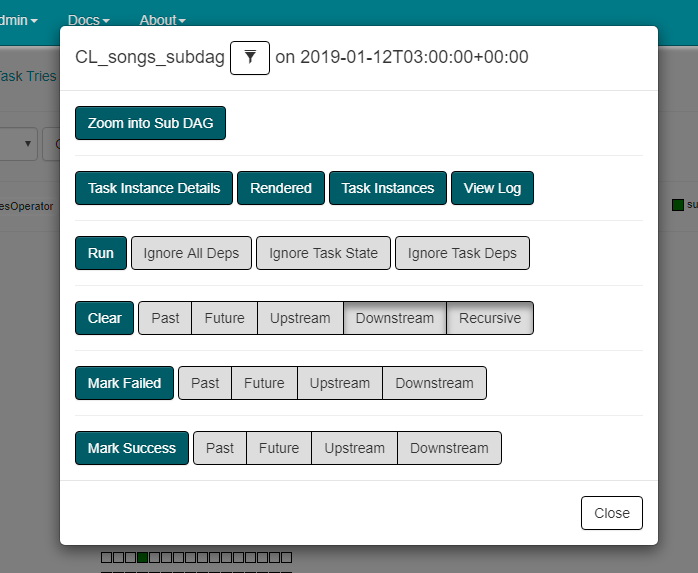 dmin Docs About
CL_songs_subdag on 2019-01-12T03:00:00+00:00
Task Tries
Zoom into Sub DAG
Task Instance Details Rendered Task Instances View Log
esOperator su
Run Ignore All Deps Ignore Task State Ignore Task Deps
Clear Past Future Upstream Downstream Recursive
Mark Failed Past Future Upstream Downstream
Mark Success Past Future Upstream Downstream
Close